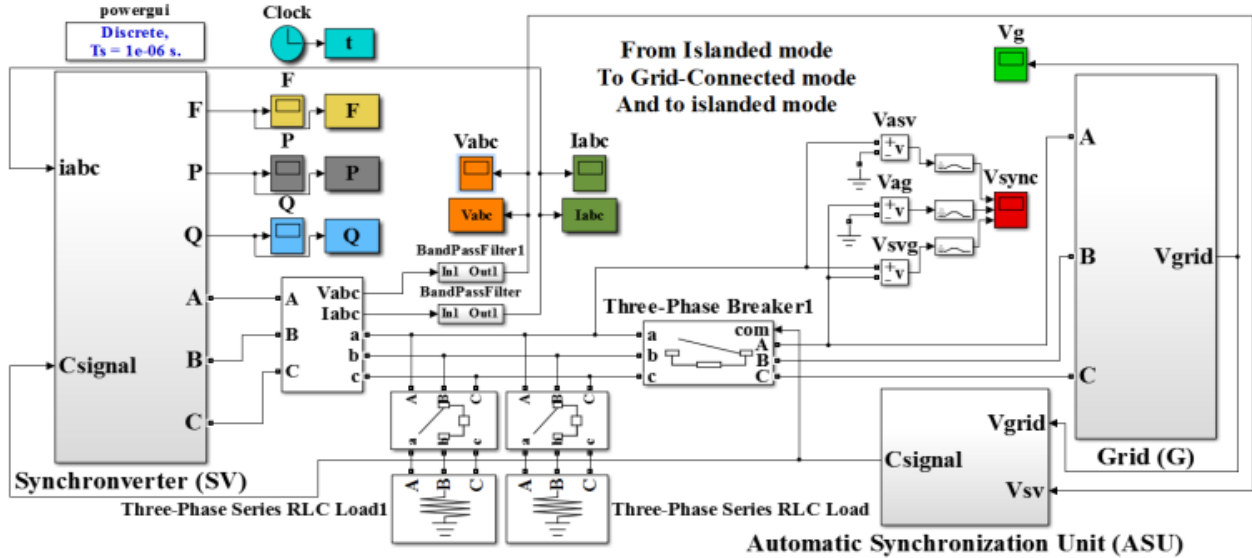 powergui
Discrete,
Ts = 1e-06 s.
Clock
t
From Islanded mode
To Grid-Connected mode
And to islanded mode
Vg
F
F
F
P
P
P
Q
Q
Q
iabc
Csignal
A
B
C
Synchronverter (SV)
Vabc
Vabc
Iabc
Iabc
BandPassFilter1
In1 Out1
BandPassFilter
In1 Out1
A
B
C
Vabc
Iabc
a
b
c
Three-Phase Breaker1
a
b
c
com
A
B
C
Vasv
+
-v
Vag
+
-v
Vsvg
+
-v
Vsync
A
B
C
Vgrid
Grid (G)
A B C
a b c
A B C
a b c
A B C
Three-Phase Series RLC Load1
A B C
Three-Phase Series RLC Load
Csignal
Vgrid
Vsv
Automatic Synchronization Unit (ASU)